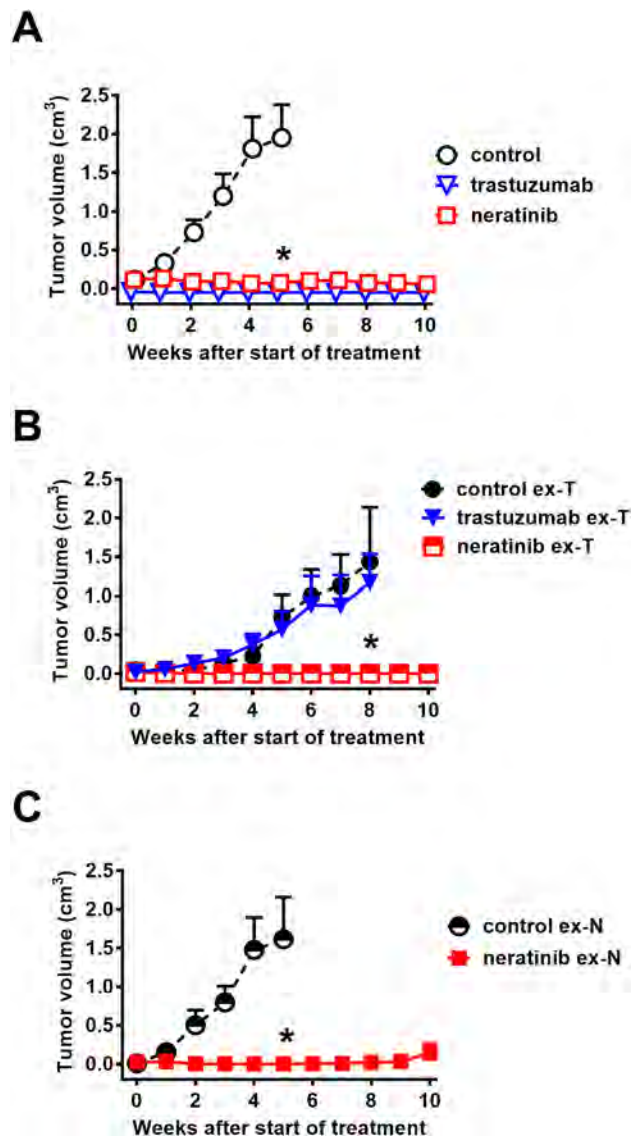 A
Tumor volume (cm³)
2.5
2.0
1.5
1.0
0.5
0.0
*
0 2 4 6 8 10
Weeks after start of treatment
control
trastuzumab
neratinib
B
Tumor volume (cm³)
2.5
2.0
1.5
1.0
0.5
0.0
*
0 2 4 6 8 10
Weeks after start of treatment
control ex-T
trastuzumab ex-T
neratinib ex-T
C
Tumor volume (cm³)
2.5
2.0
1.5
1.0
0.5
0.0
*
0 2 4 6 8 10
Weeks after start of treatment
control ex-N
neratinib ex-N